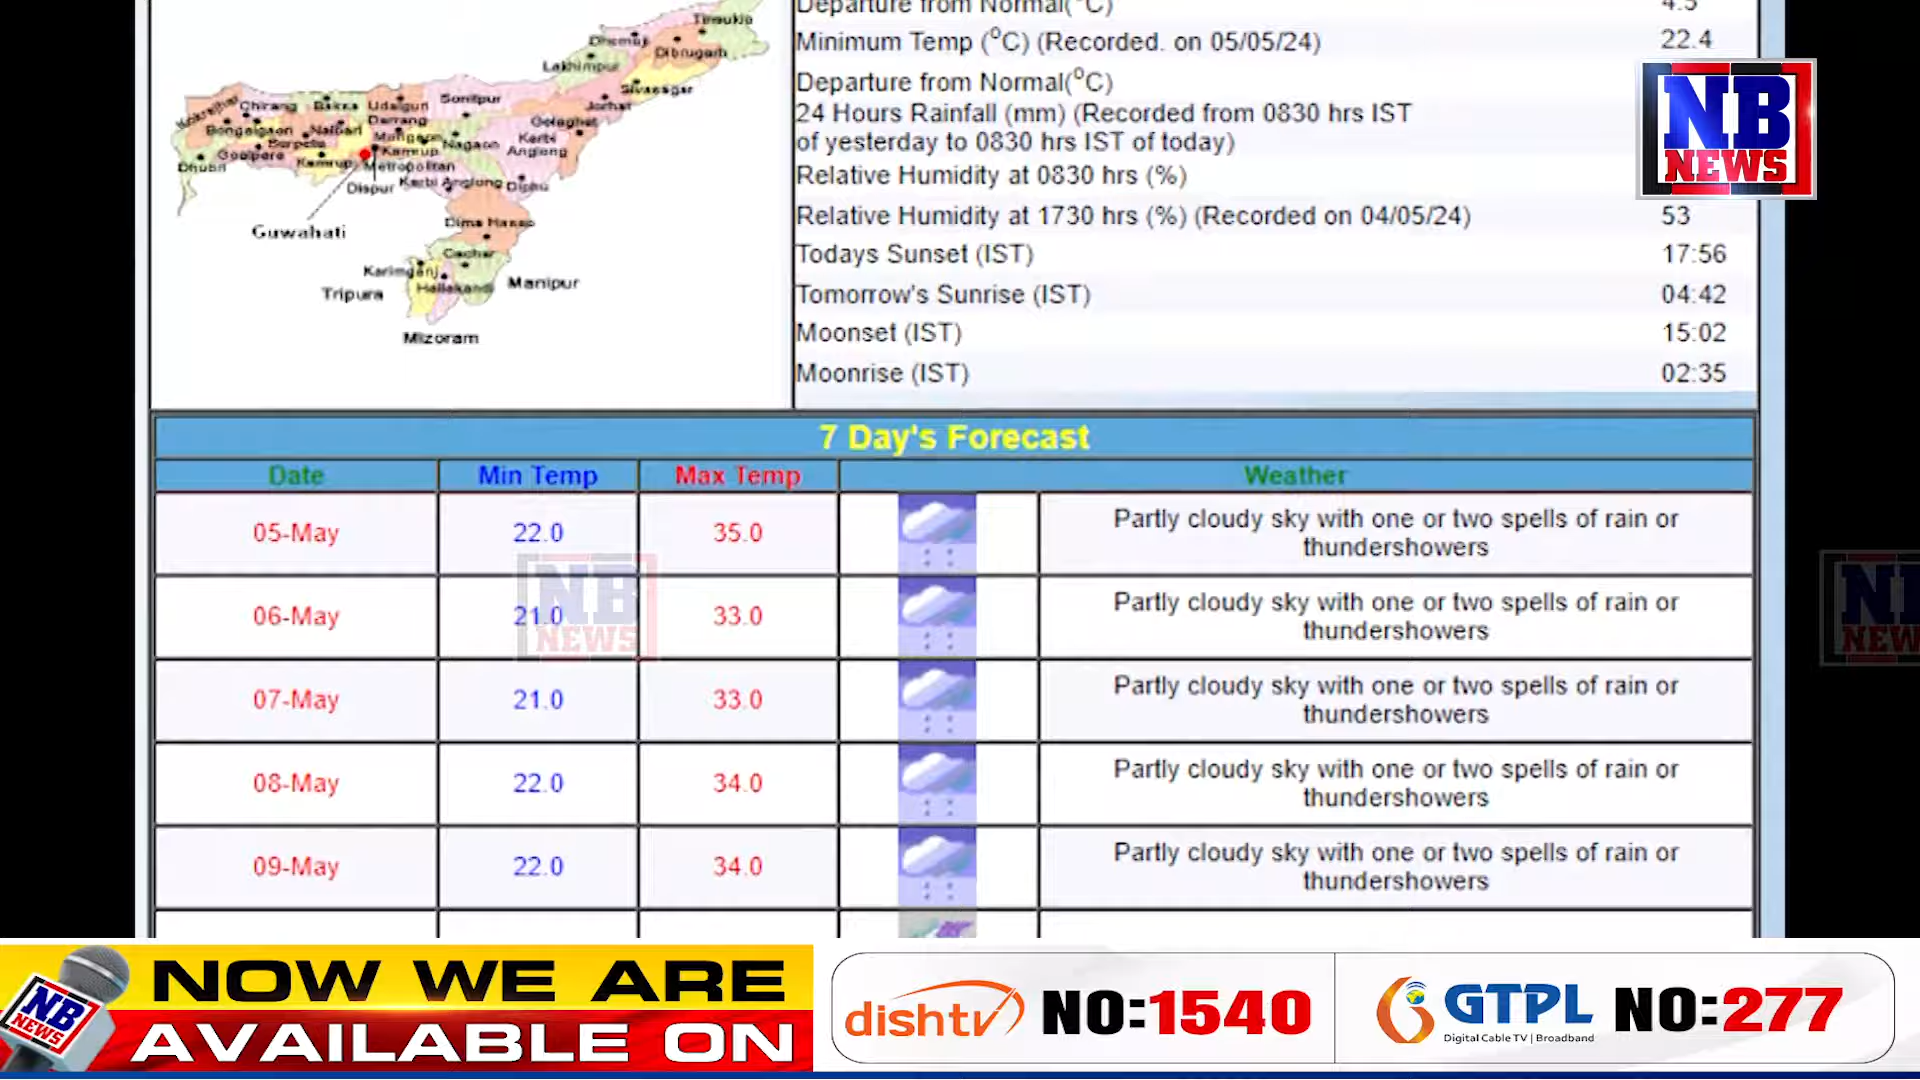 Departure from Normal(°C) 4.5
Minimum Temp (°C) (Recorded. on 05/05/24) 22.4
Departure from Normal(°C)
24 Hours Rainfall (mm) (Recorded from 0830 hrs IST
of yesterday to 0830 hrs IST of today)
Relative Humidity at 0830 hrs (%)
Relative Humidity at 1730 hrs (%) (Recorded on 04/05/24) 53
Todays Sunset (IST) 17:56
Tomorrow's Sunrise (IST) 04:42
Moonset (IST) 15:02
Moonrise (IST) 02:35
Tinsukia
Dhemaji
Dibrugarh
Lakhimpur
Sivasagar
Jorhat
Kokrajhar Chirang Baksa Udalguri Sonitpur
Darrang Golaghat
Bongaigaon Nalbari
Barpeta Nagaon Karbi
Anglong
Dhubri Goalpara Kamrup Kamrup
Metropolitan
Dispur Karbi Anglong Diphu
Guwahati
Dima Hasao
Cachar
Karimganj
Hailakandi
Manipur
Tripura
Mizoram
NB
NEWS
7 Day's Forecast
Date Min Temp Max Temp Weather
05-May 22.0 35.0 Partly cloudy sky with one or two spells of rain or
thundershowers
06-May 21.0 33.0 Partly cloudy sky with one or two spells of rain or
thundershowers
07-May 21.0 33.0 Partly cloudy sky with one or two spells of rain or
thundershowers
08-May 22.0 34.0 Partly cloudy sky with one or two spells of rain or
thundershowers
09-May 22.0 34.0 Partly cloudy sky with one or two spells of rain or
thundershowers
NB
NEWS
NB
NEWS
NOW WE ARE
AVAILABLE ON
dishtv NO:1540
GTPL NO:277
Digital Cable TV | Broadband